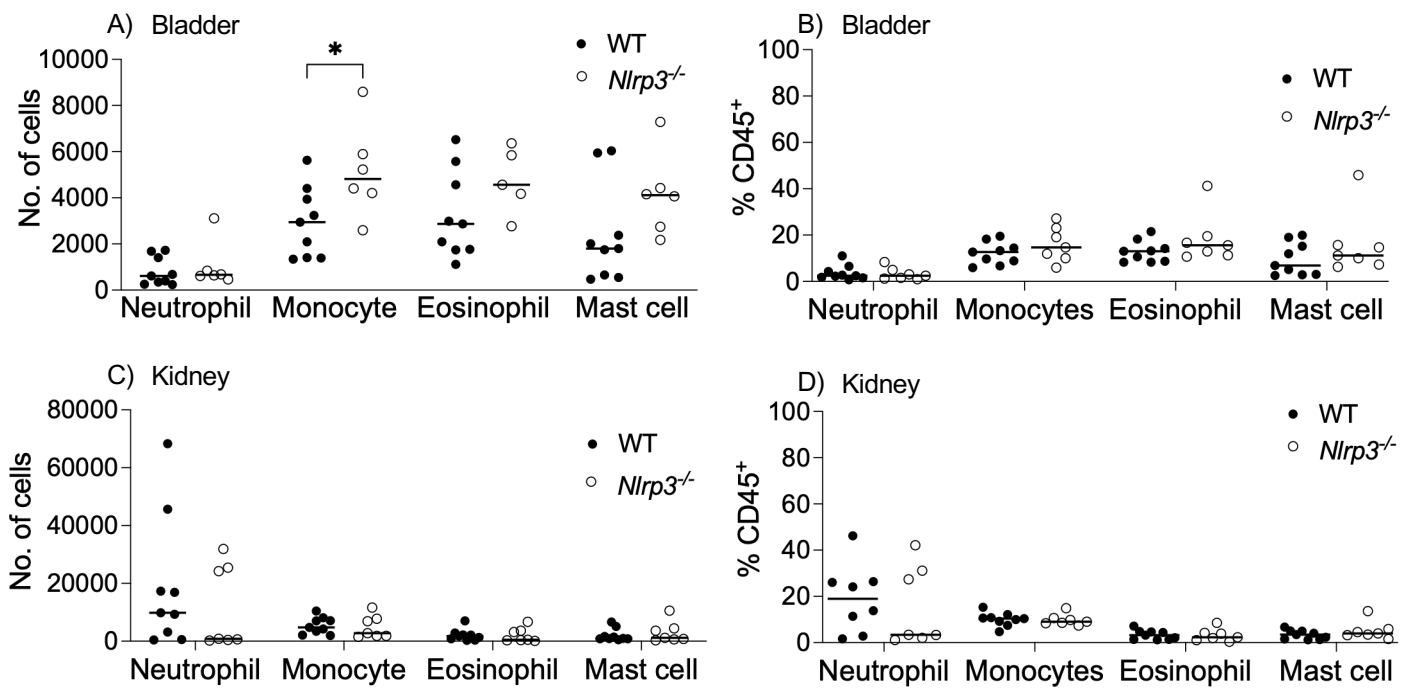 A) Bladder
No. of cells
10000
8000
6000
4000
2000
0
*
WT
Nlrp3-/-
Neutrophil Monocyte Eosinophil Mast cell
B) Bladder
% CD45+
100
80
60
40
20
0
WT
Nlrp3-/-
Neutrophil Monocytes Eosinophil Mast cell
C) Kidney
No. of cells
80000
60000
40000
20000
0
WT
Nlrp3-/-
Neutrophil Monocyte Eosinophil Mast cell
D) Kidney
% CD45+
100
80
60
40
20
0
WT
Nlrp3-/-
Neutrophil Monocytes Eosinophil Mast cell